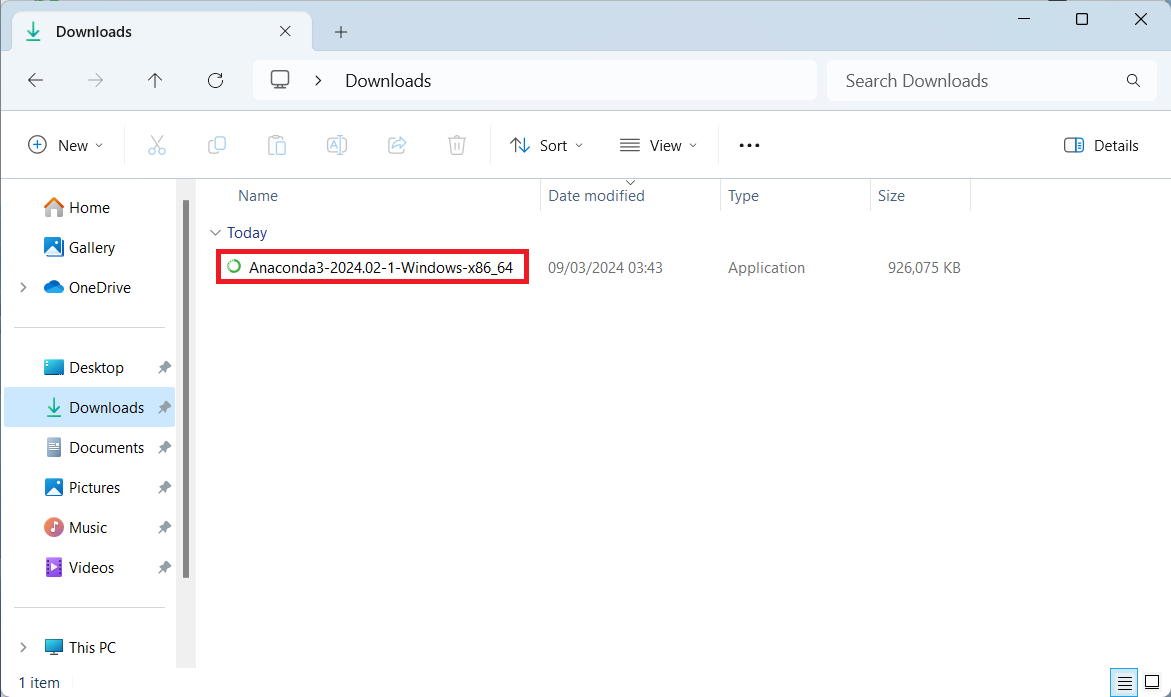 Downloads
Downloads
Search Downloads
New
Sort
View
Details
Home
Gallery
OneDrive
Desktop
Downloads
Documents
Pictures
Music
Videos
This PC
Name Date modified Type Size
Today
Anaconda3-2024.02-1-Windows-x86_64 09/03/2024 03:43 Application 926,075 KB
1 item